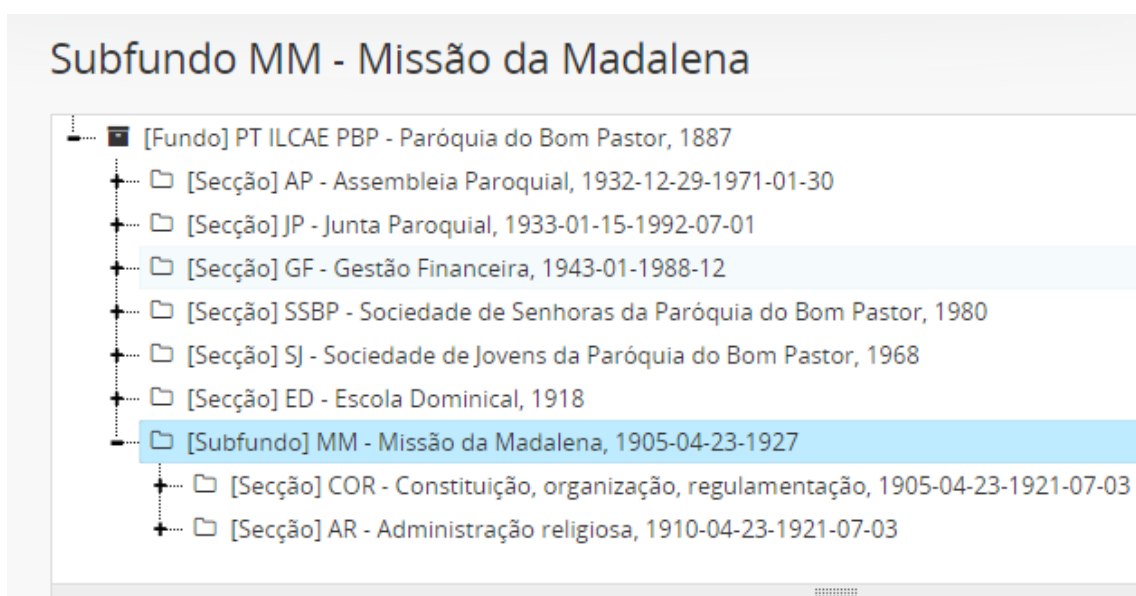 Subfundo MM - Missão da Madalena
[Fundo] PT ILCAE PBP - Paróquia do Bom Pastor, 1887
[Secção] AP - Assembleia Paroquial, 1932-12-29-1971-01-30
[Secção] JP - Junta Paroquial, 1933-01-15-1992-07-01
[Secção] GF - Gestão Financeira, 1943-01-1988-12
[Secção] SSBP - Sociedade de Senhoras da Paróquia do Bom Pastor, 1980
[Secção] SJ - Sociedade de Jovens da Paróquia do Bom Pastor, 1968
[Secção] ED - Escola Dominical, 1918
[Subfundo] MM - Missão da Madalena, 1905-04-23-1927
[Secção] COR - Constituição, organização, regulamentação, 1905-04-23-1921-07-03
[Secção] AR - Administração religiosa, 1910-04-23-1921-07-03